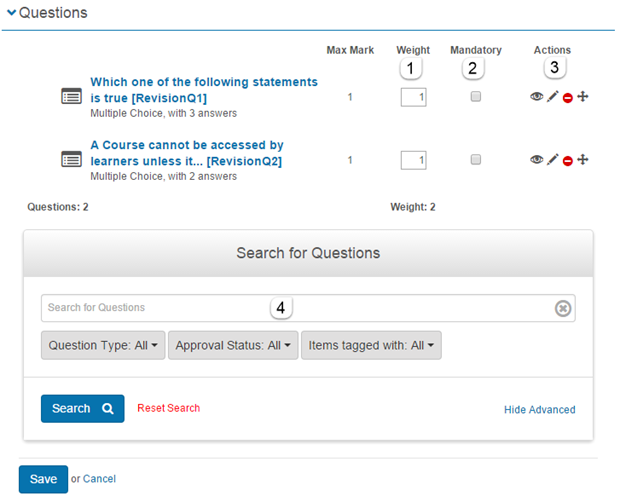 Questions
Max Mark Weight Mandatory Actions
1 2 3
Which one of the following statements
is true [RevisionQ1]
1 1
Multiple Choice, with 3 answers
A Course cannot be accessed by
learners unless it... [RevisionQ2]
1 1
Multiple Choice, with 2 answers
Questions: 2 Weight: 2
Search for Questions
Search for Questions 4
Question Type: All Approval Status: All Items tagged with: All
Search Reset Search Hide Advanced
Save or Cancel